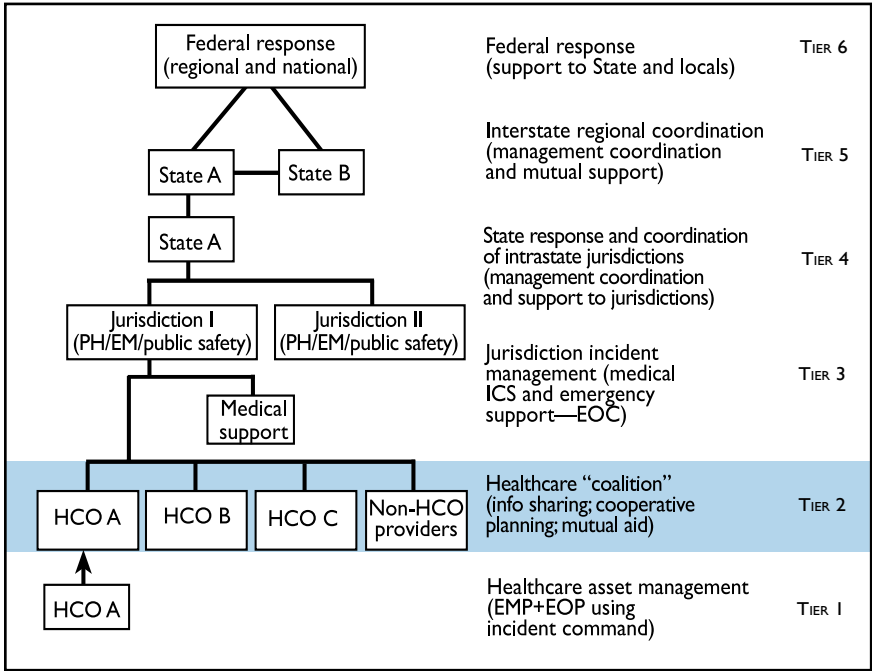 Federal response
(regional and national)
Federal response
(support to State and locals)
TIER 6
State A
State B
Interstate regional coordination
(management coordination
and mutual support)
TIER 5
State A
State response and coordination
of intrastate jurisdictions
(management coordination
and support to jurisdictions)
TIER 4
Jurisdiction I
(PH/EM/public safety)
Jurisdiction II
(PH/EM/public safety)
Medical
support
Jurisdiction incident
management (medical
ICS and emergency
support—EOC)
TIER 3
HCO A
HCO B
HCO C
Non-HCO
providers
Healthcare “coalition”
(info sharing; cooperative
planning; mutual aid)
TIER 2
HCO A
Healthcare asset management
(EMP+EOP using
incident command)
TIER I